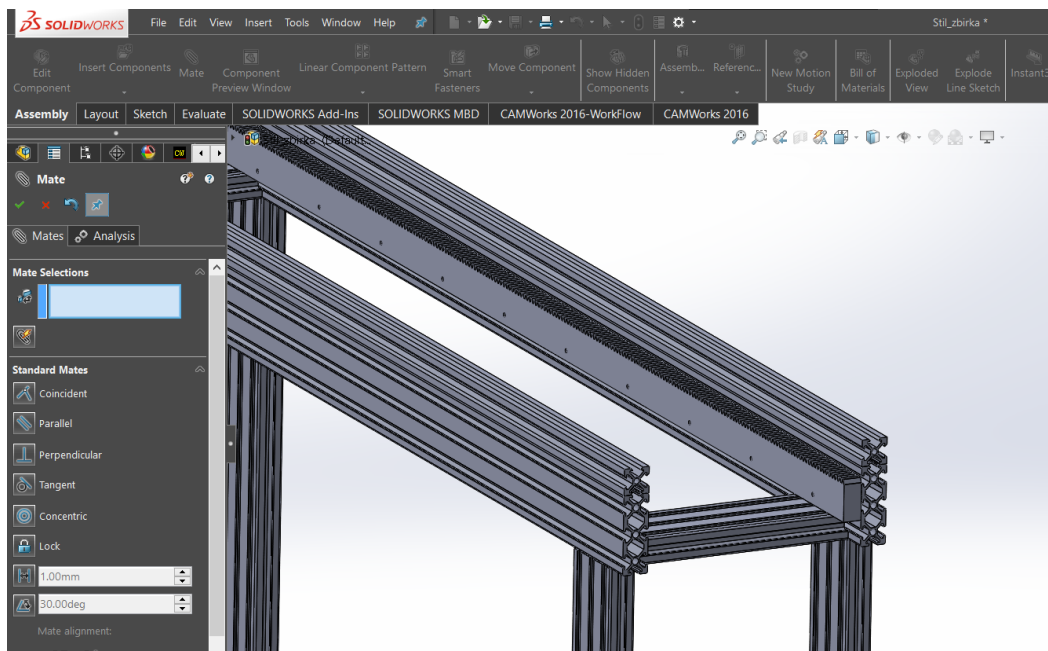 SOLIDWORKS File Edit View Insert Tools Window Help Stil_zbirka *
Edit Component
Insert Components
Mate
Component Preview Window
Linear Component Pattern
Smart Fasteners
Move Component
Show Hidden Components
Assemb...
Referenc...
New Motion Study
Bill of Materials
Exploded View
Explode Line Sketch
Instant3
Assembly Layout Sketch Evaluate SOLIDWORKS Add-Ins SOLIDWORKS MBD CAMWorks 2016-WorkFlow CAMWorks 2016
Mate
Mates Analysis
Mate Selections
Standard Mates
Coincident
Parallel
Perpendicular
Tangent
Concentric
Lock
1.00mm
30.00deg
Mate alignment: